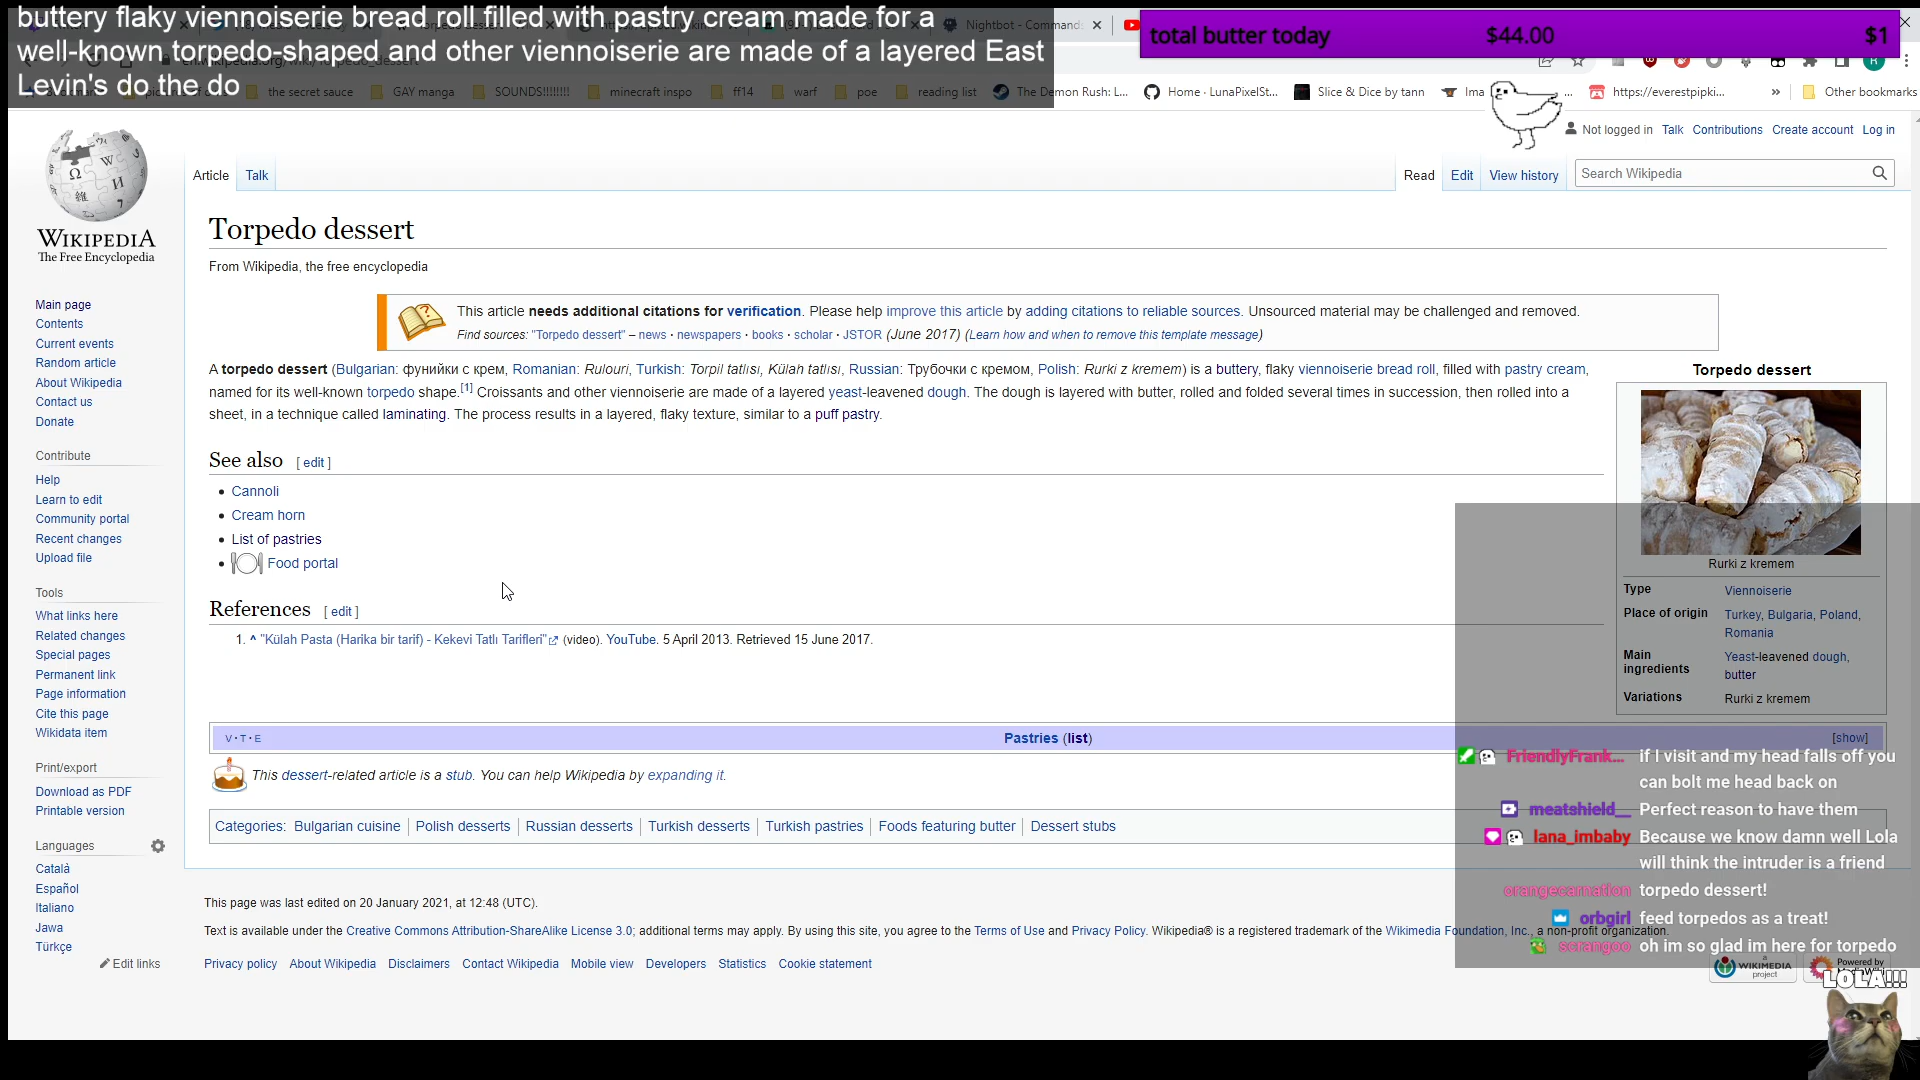 buttery flaky viennoiserie bread roll filled with pastry cream made for a
well-known torpedo-shaped and other viennoiserie are made of a layered East
Levin's do the do
Nightbot - Command
total butter today $44.00 $1
the secret sauce
GAY manga
SOUNDS!!!!!!!!
minecraft inspo
ff14
warf
poe
reading list
The Demon Rush: L...
Home · LunaPixelSt...
Slice & Dice by tann
Ima
https://everestpipki...
»
Other bookmarks
Not logged in Talk Contributions Create account Log in
Article Talk
Read Edit View history
Search Wikipedia
WIKIPEDIA
The Free Encyclopedia
Main page
Contents
Current events
Random article
About Wikipedia
Contact us
Donate
Contribute
Help
Learn to edit
Community portal
Recent changes
Upload file
Tools
What links here
Related changes
Special pages
Permanent link
Page information
Cite this page
Wikidata item
Print/export
Download as PDF
Printable version
Languages
Català
Español
Italiano
Jawa
Türkçe
Edit links
Torpedo dessert
From Wikipedia, the free encyclopedia
This article needs additional citations for verification. Please help improve this article by adding citations to reliable sources. Unsourced material may be challenged and removed.
Find sources: "Torpedo dessert" – news · newspapers · books · scholar · JSTOR (June 2017) (Learn how and when to remove this template message)
A torpedo dessert (Bulgarian: фунийки с крем, Romanian: Rulouri, Turkish: Torpil tatlısı, Külah tatlısı, Russian: Трубочки с кремом, Polish: Rurki z kremem) is a buttery, flaky viennoiserie bread roll, filled with pastry cream,
named for its well-known torpedo shape.[1] Croissants and other viennoiserie are made of a layered yeast-leavened dough. The dough is layered with butter, rolled and folded several times in succession, then rolled into a
sheet, in a technique called laminating. The process results in a layered, flaky texture, similar to a puff pastry.
See also [ edit ]
Cannoli
Cream horn
List of pastries
Food portal
References [ edit ]
1. ^ "Külah Pasta (Harika bir tarif) - Kekevi Tatlı Tarifleri" (video). YouTube. 5 April 2013. Retrieved 15 June 2017.
Torpedo dessert
Rurki z kremem
Type Viennoiserie
Place of origin Turkey, Bulgaria, Poland,
Romania
Main Yeast-leavened dough,
ingredients butter
Variations Rurki z kremem
V · T · E Pastries (list) [show]
This dessert-related article is a stub. You can help Wikipedia by expanding it.
Categories: Bulgarian cuisine | Polish desserts | Russian desserts | Turkish desserts | Turkish pastries | Foods featuring butter | Dessert stubs
This page was last edited on 20 January 2021, at 12:48 (UTC).
Text is available under the Creative Commons Attribution-ShareAlike License 3.0; additional terms may apply. By using this site, you agree to the Terms of Use and Privacy Policy. Wikipedia® is a registered trademark of the Wikimedia Foundation, Inc., a non-profit organization.
Privacy policy About Wikipedia Disclaimers Contact Wikipedia Mobile view Developers Statistics Cookie statement
FriendlyFrank... if I visit and my head falls off you
can bolt me head back on
meatshield__ Perfect reason to have them
lana_imbaby Because we know damn well Lola
will think the intruder is a friend
orangecarnation torpedo dessert!
orbgirl feed torpedos as a treat!
scrangoo oh im so glad im here for torpedo
A
WIKIMEDIA
project
Powered by
LOLA!!!